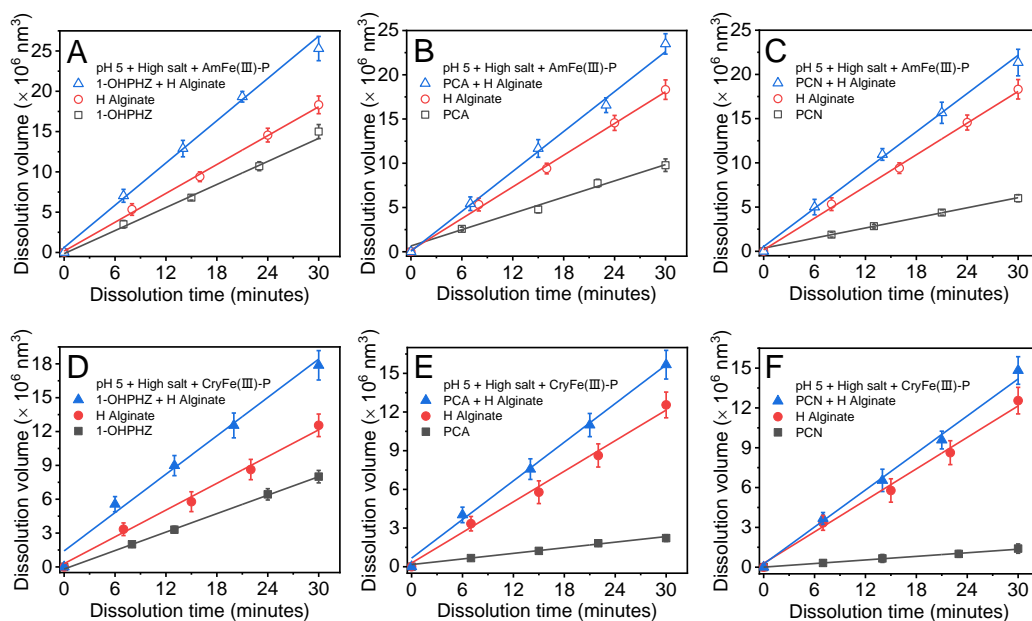 A
pH 5 + High salt + AmFe(Ⅲ)-P
1-OHPHZ + H Alginate
H Alginate
1-OHPHZ
Dissolution volume (× 10⁶ nm³)
25
20
15
10
5
0
0 6 12 18 24 30
Dissolution time (minutes)
B
pH 5 + High salt + AmFe(Ⅲ)-P
PCA + H Alginate
H Alginate
PCA
Dissolution volume (× 10⁶ nm³)
25
20
15
10
5
0
0 6 12 18 24 30
Dissolution time (minutes)
C
pH 5 + High salt + AmFe(Ⅲ)-P
PCN + H Alginate
H Alginate
PCN
Dissolution volume (× 10⁶ nm³)
25
20
15
10
5
0
0 6 12 18 24 30
Dissolution time (minutes)
D
pH 5 + High salt + CryFe(Ⅲ)-P
1-OHPHZ + H Alginate
H Alginate
1-OHPHZ
Dissolution volume (× 10⁶ nm³)
18
15
12
9
6
3
0
0 6 12 18 24 30
Dissolution time (minutes)
E
pH 5 + High salt + CryFe(Ⅲ)-P
PCA + H Alginate
H Alginate
PCA
Dissolution volume (× 10⁶ nm³)
15
12
9
6
3
0
0 6 12 18 24 30
Dissolution time (minutes)
F
pH 5 + High salt + CryFe(Ⅲ)-P
PCN + H Alginate
H Alginate
PCN
Dissolution volume (× 10⁶ nm³)
15
12
9
6
3
0
0 6 12 18 24 30
Dissolution time (minutes)